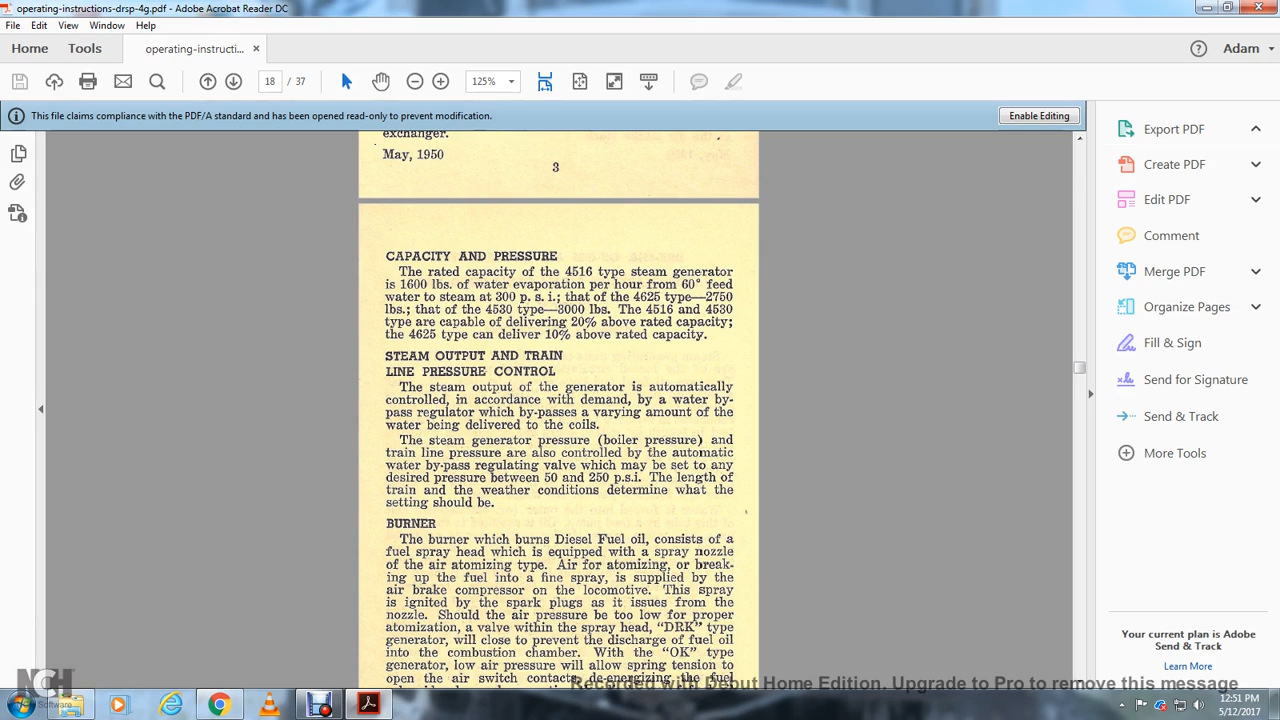 operating-instructions-drsp-4g.pdf - Adobe Acrobat Reader DC
File Edit View Window Help
Home Tools operating-instructi... × Adam
18 / 37 125%
This file claims compliance with the PDF/A standard and has been opened read-only to prevent modification. Enable Editing
exchanger.
May, 1950
3
CAPACITY AND PRESSURE
The rated capacity of the 4516 type steam generator
is 1600 lbs. of water evaporation per hour from 60° feed
water to steam at 300 p. s. i.; that of the 4625 type—2750
lbs.; that of the 4530 type—3000 lbs. The 4516 and 4530
type are capable of delivering 20% above rated capacity;
the 4625 type can deliver 10% above rated capacity.
STEAM OUTPUT AND TRAIN
LINE PRESSURE CONTROL
The steam output of the generator is automatically
controlled, in accordance with demand, by a water by-
pass regulator which by-passes a varying amount of the
water being delivered to the coils.
The steam generator pressure (boiler pressure) and
train line pressure are also controlled by the automatic
water by-pass regulating valve which may be set to any
desired pressure between 50 and 250 p.s.i. The length of
train and the weather conditions determine what the
setting should be.
BURNER
The burner which burns Diesel Fuel oil, consists of a
fuel spray head which is equipped with a spray nozzle
of the air atomizing type. Air for atomizing, or break-
ing up the fuel into a fine spray, is supplied by the
air brake compressor on the locomotive. This spray
is ignited by the spark plugs as it issues from the
nozzle. Should the air pressure be too low for proper
atomization, a valve within the spray head, “DRK” type
generator, will close to prevent the discharge of fuel oil
into the combustion chamber. With the “OK” type
generator, low air pressure will allow spring tension to
open the air switch contacts, de-energizing the fuel
Export PDF
Create PDF
Edit PDF
Comment
Merge PDF
Organize Pages
Fill & Sign
Send for Signature
Send & Track
More Tools
Your current plan is Adobe
Send & Track
Learn More
NCH
Software
Recorded with Debut Home Edition. Upgrade to Pro to remove this message
12:51 PM
5/12/2017